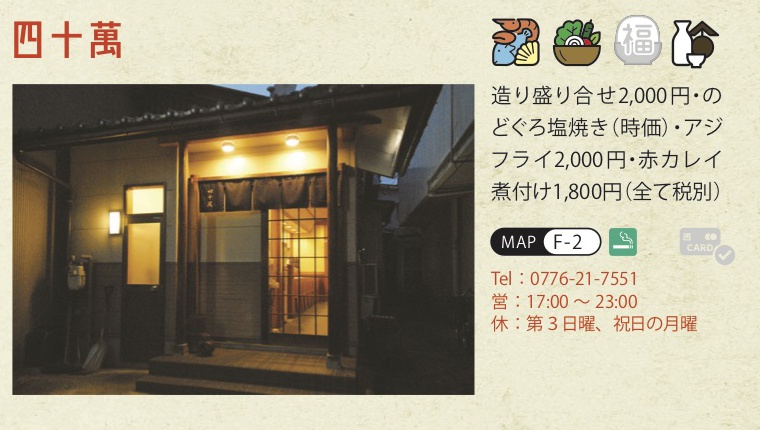 四十萬
福
造り盛り合せ2,000円・の
どぐろ塩焼き（時価）・アジ
フライ2,000円・赤カレイ
煮付け1,800円（全て税別）
MAP F-2
CARD
Tel：0776-21-7551
営：17:00 ～ 23:00
休：第３日曜、祝日の月曜
四十萬